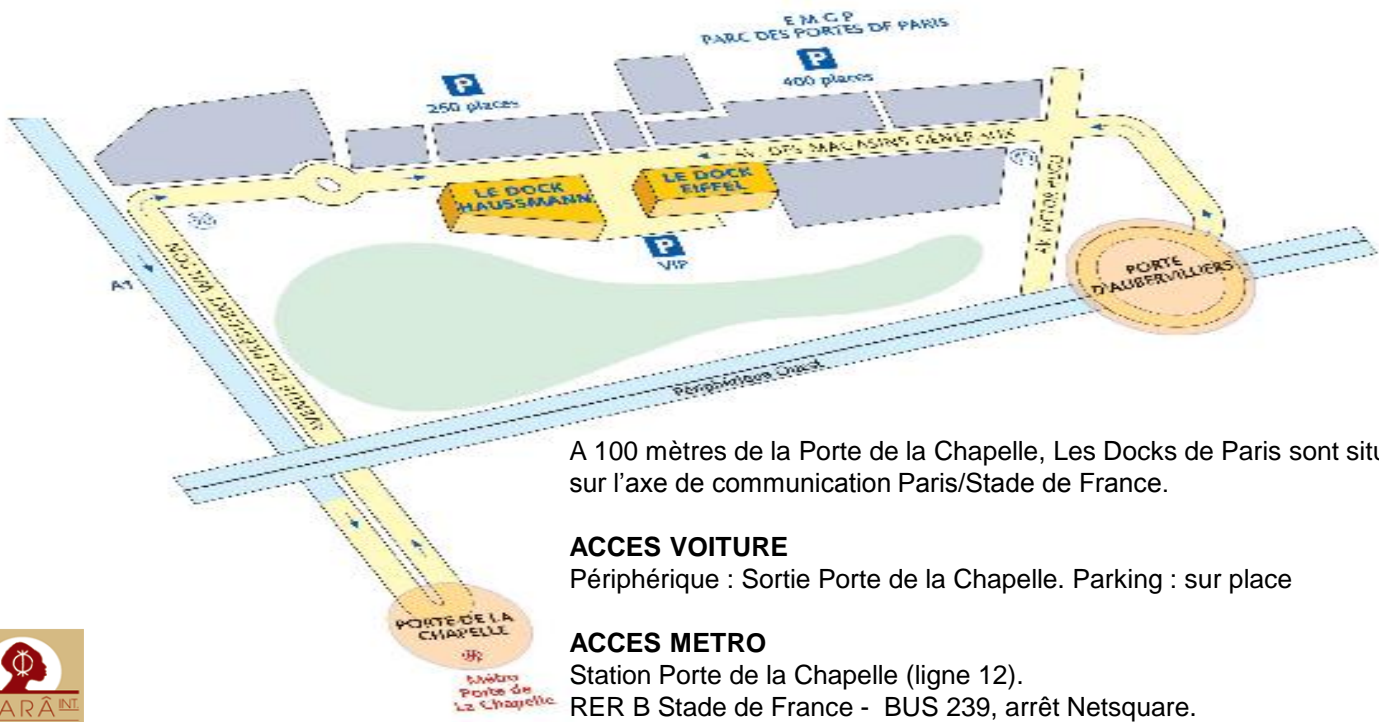 E M G P
PARC DES PORTES DE PARIS
P
400 places
P
250 places
AV. DES MAGASINS GENERAUX
LE DOCK
HAUSSMANN
LE DOCK
EIFFEL
P
VIP
AV. VICTOR HUGO
PORTE
D'AUBERVILLIERS
A1
AVENUE DU PRÉSIDENT WILSON
Périphérique Ouest
PORTE DE LA
CHAPELLE
Métro
Porte de
La Chapelle
A 100 mètres de la Porte de la Chapelle, Les Docks de Paris sont situ
sur l’axe de communication Paris/Stade de France.
ACCES VOITURE
Périphérique : Sortie Porte de la Chapelle. Parking : sur place
ACCES METRO
Station Porte de la Chapelle (ligne 12).
RER B Stade de France - BUS 239, arrêt Netsquare.
ARÂ INT.